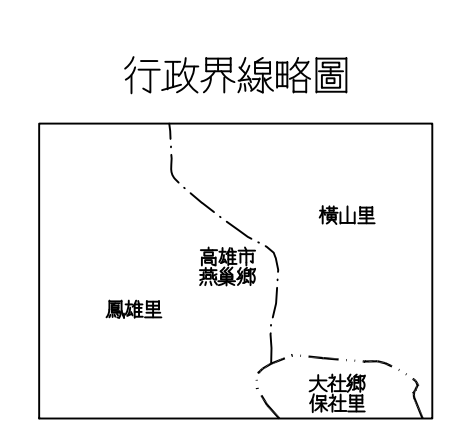 行政界線略圖
橫山里
高雄市
燕巢鄉
鳳雄里
大社鄉
保社里